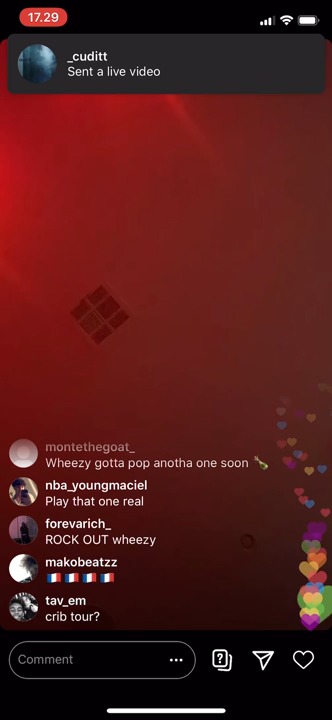 17.29
_cuditt
Sent a live video
montethegoat_
Wheezy gotta pop anotha one soon 🍾
nba_youngmaciel
Play that one real
forevarich_
ROCK OUT wheezy
makobeatzz
🇫🇷 🇫🇷 🇫🇷 🇫🇷
tav_em
crib tour?
Comment